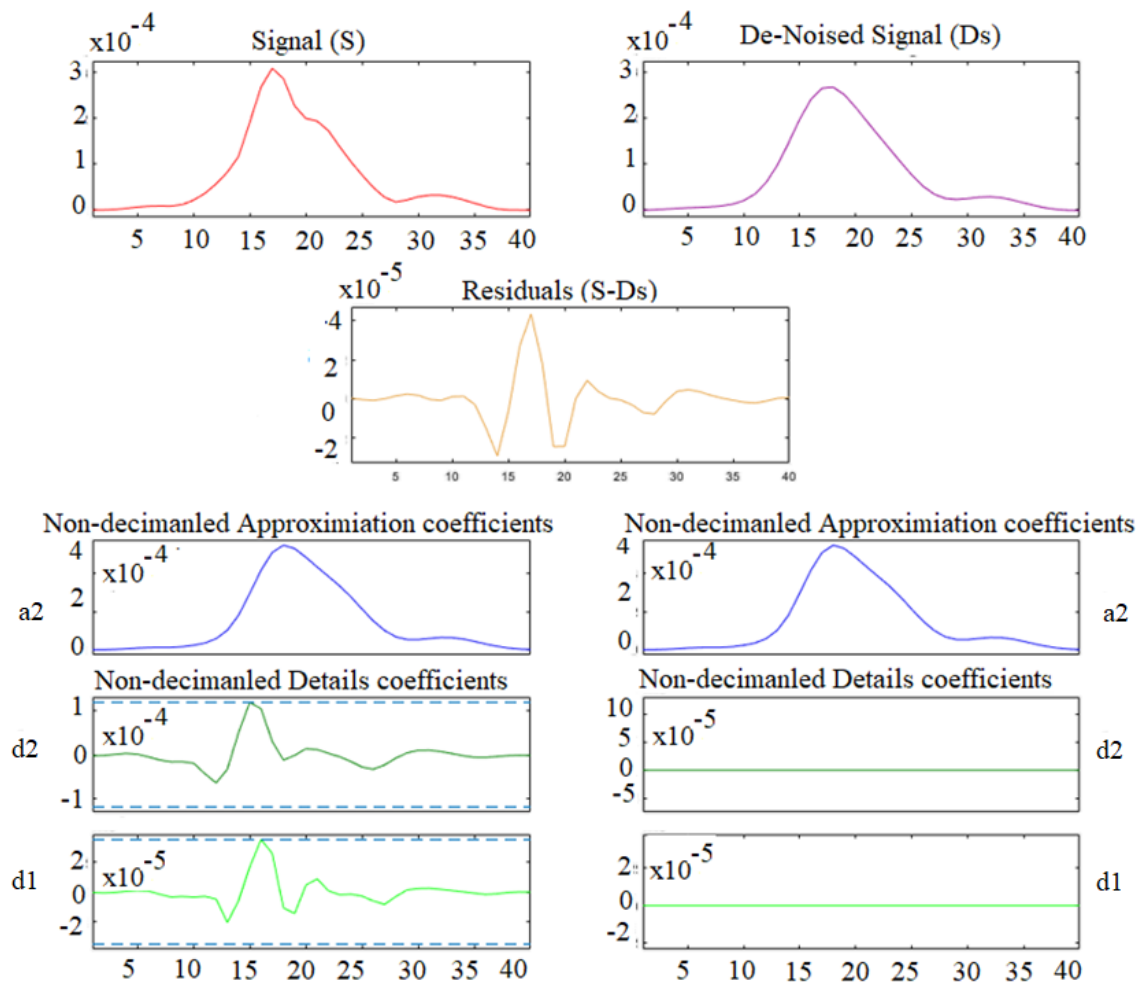 x10-4
Signal (S)
3
2
1
0
5 10 15 20 25 30 35 40
x10-4
De-Noised Signal (Ds)
3
2
1
0
5 10 15 20 25 30 35 40
x10-5
Residuals (S-Ds)
4
2
0
-2
5 10 15 20 25 30 35 40
Non-decimanled Approximiation coefficients
4
x10-4
2
0
a2
Non-decimanled Approximiation coefficients
4
x10-4
2
0
a2
Non-decimanled Details coefficients
1
x10-4
0
-1
d2
Non-decimanled Details coefficients
10
x10-5
5
0
-5
d2
2
x10-5
0
-2
d1
5 10 15 20 25 30 35 40
2
x10-5
0
-2
d1
5 10 15 20 25 30 35 40